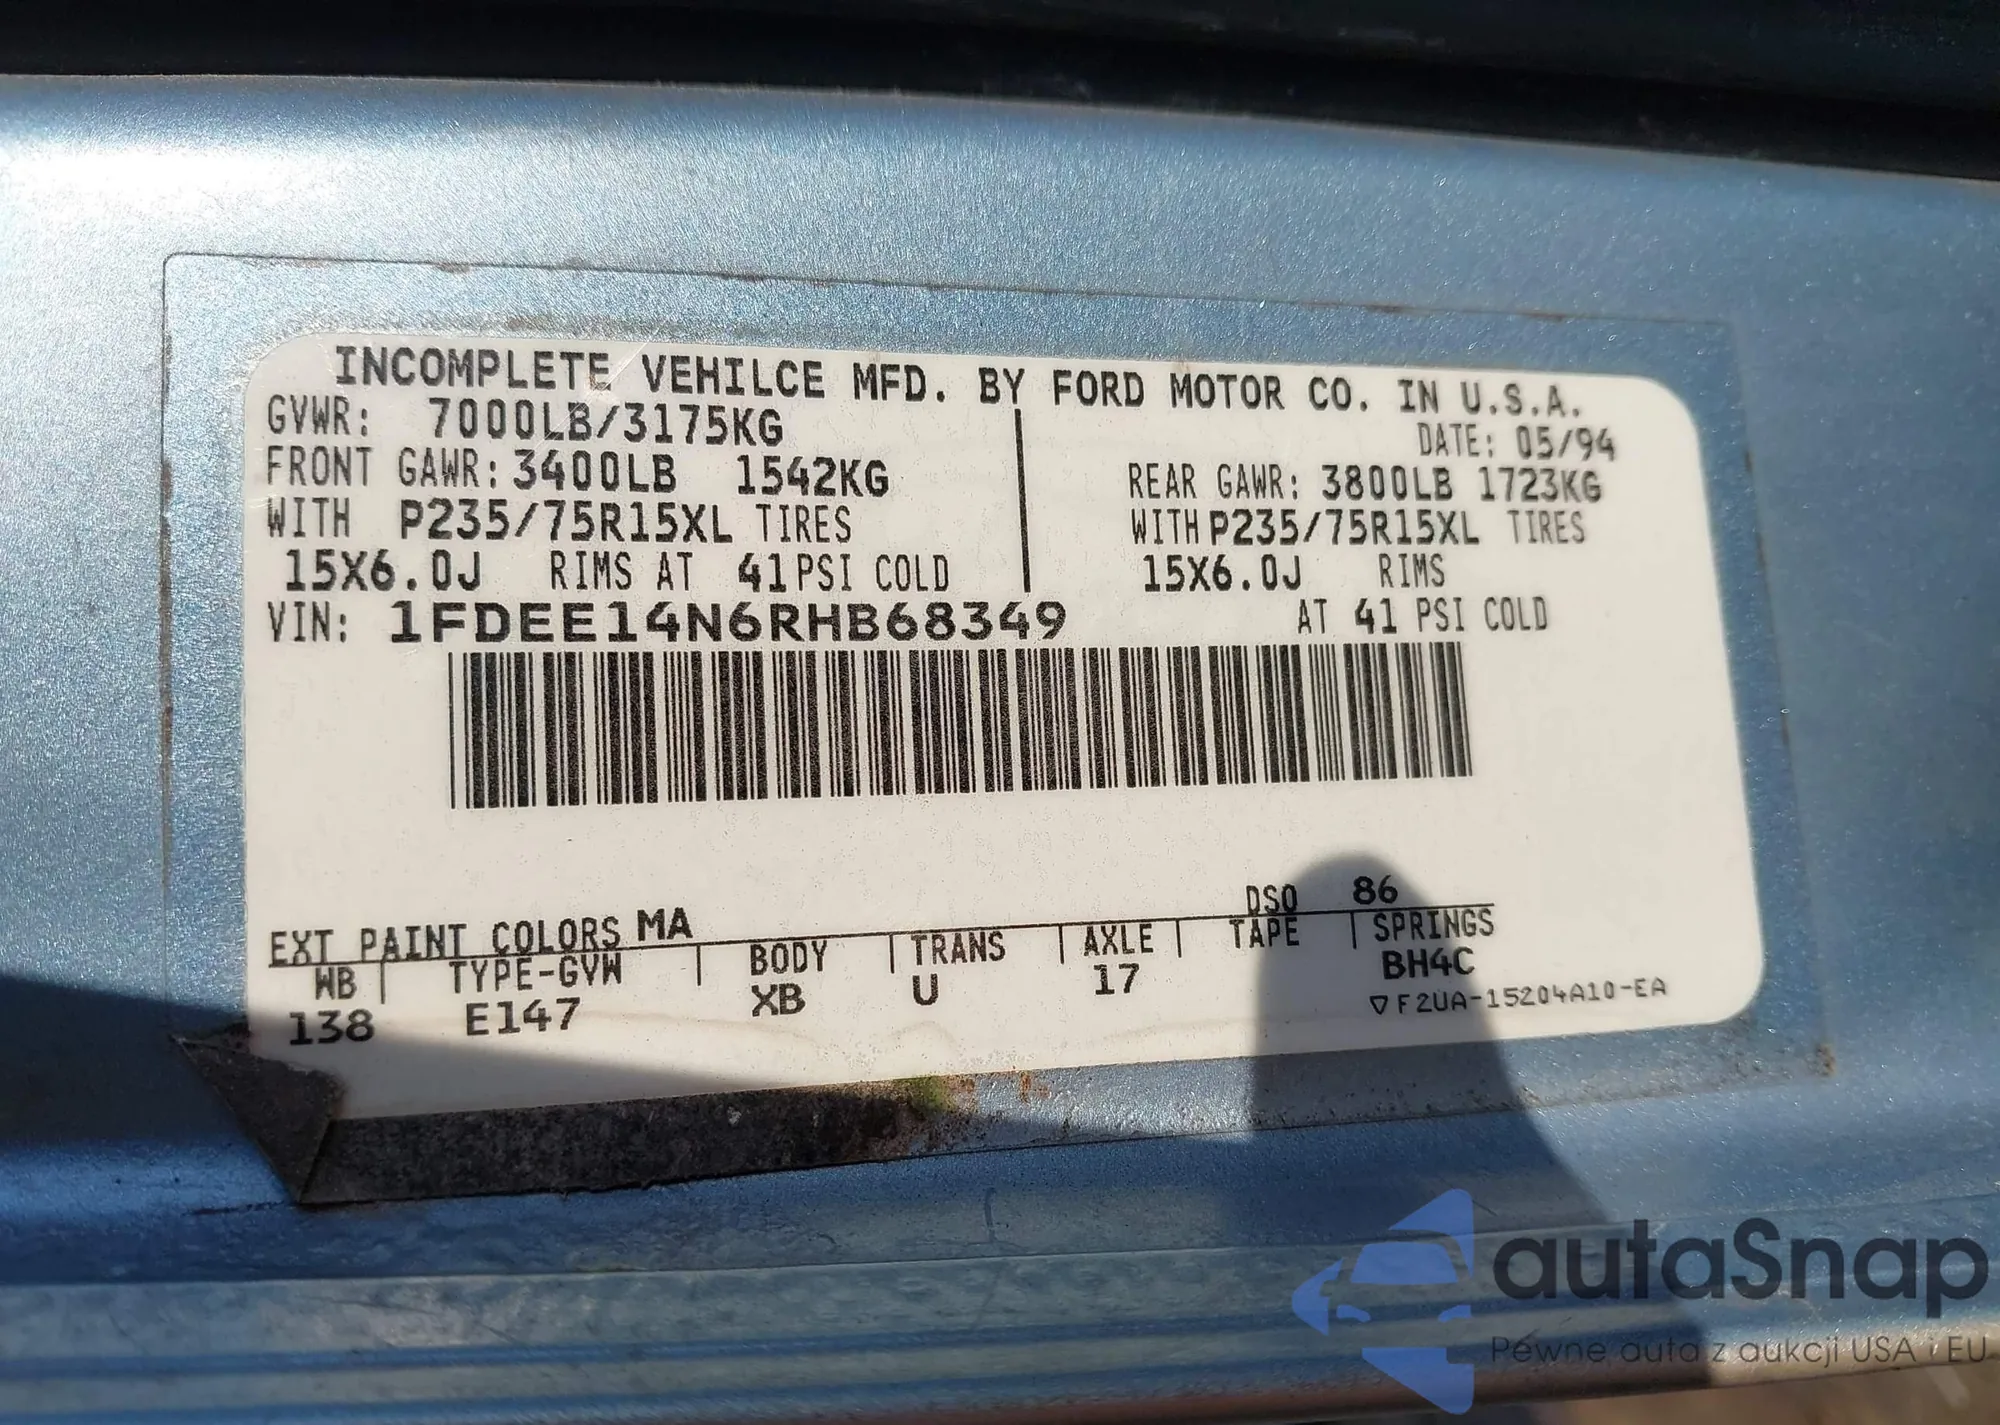 INCOMPLETE VEHILCE MFD. BY FORD MOTOR CO. IN U.S.A.
GVWR: 7000LB/3175KG
DATE: 05/94
FRONT GAWR: 3400LB 1542KG
REAR GAWR: 3800LB 1723KG
WITH P235/75R15XL TIRES
WITH P235/75R15XL TIRES
15X6.0J RIMS AT 41 PSI COLD
15X6.0J RIMS
VIN: 1FDEE14N6RHB68349
AT 41 PSI COLD
DSO 86
EXT PAINT COLORS MA
WB TYPE-GVW BODY TRANS AXLE TAPE SPRINGS
138 E147 XB U 17 BH4C
▽F2UA-15204A10-EA
autaSnap
Pewne auta z aukcji USA i EU